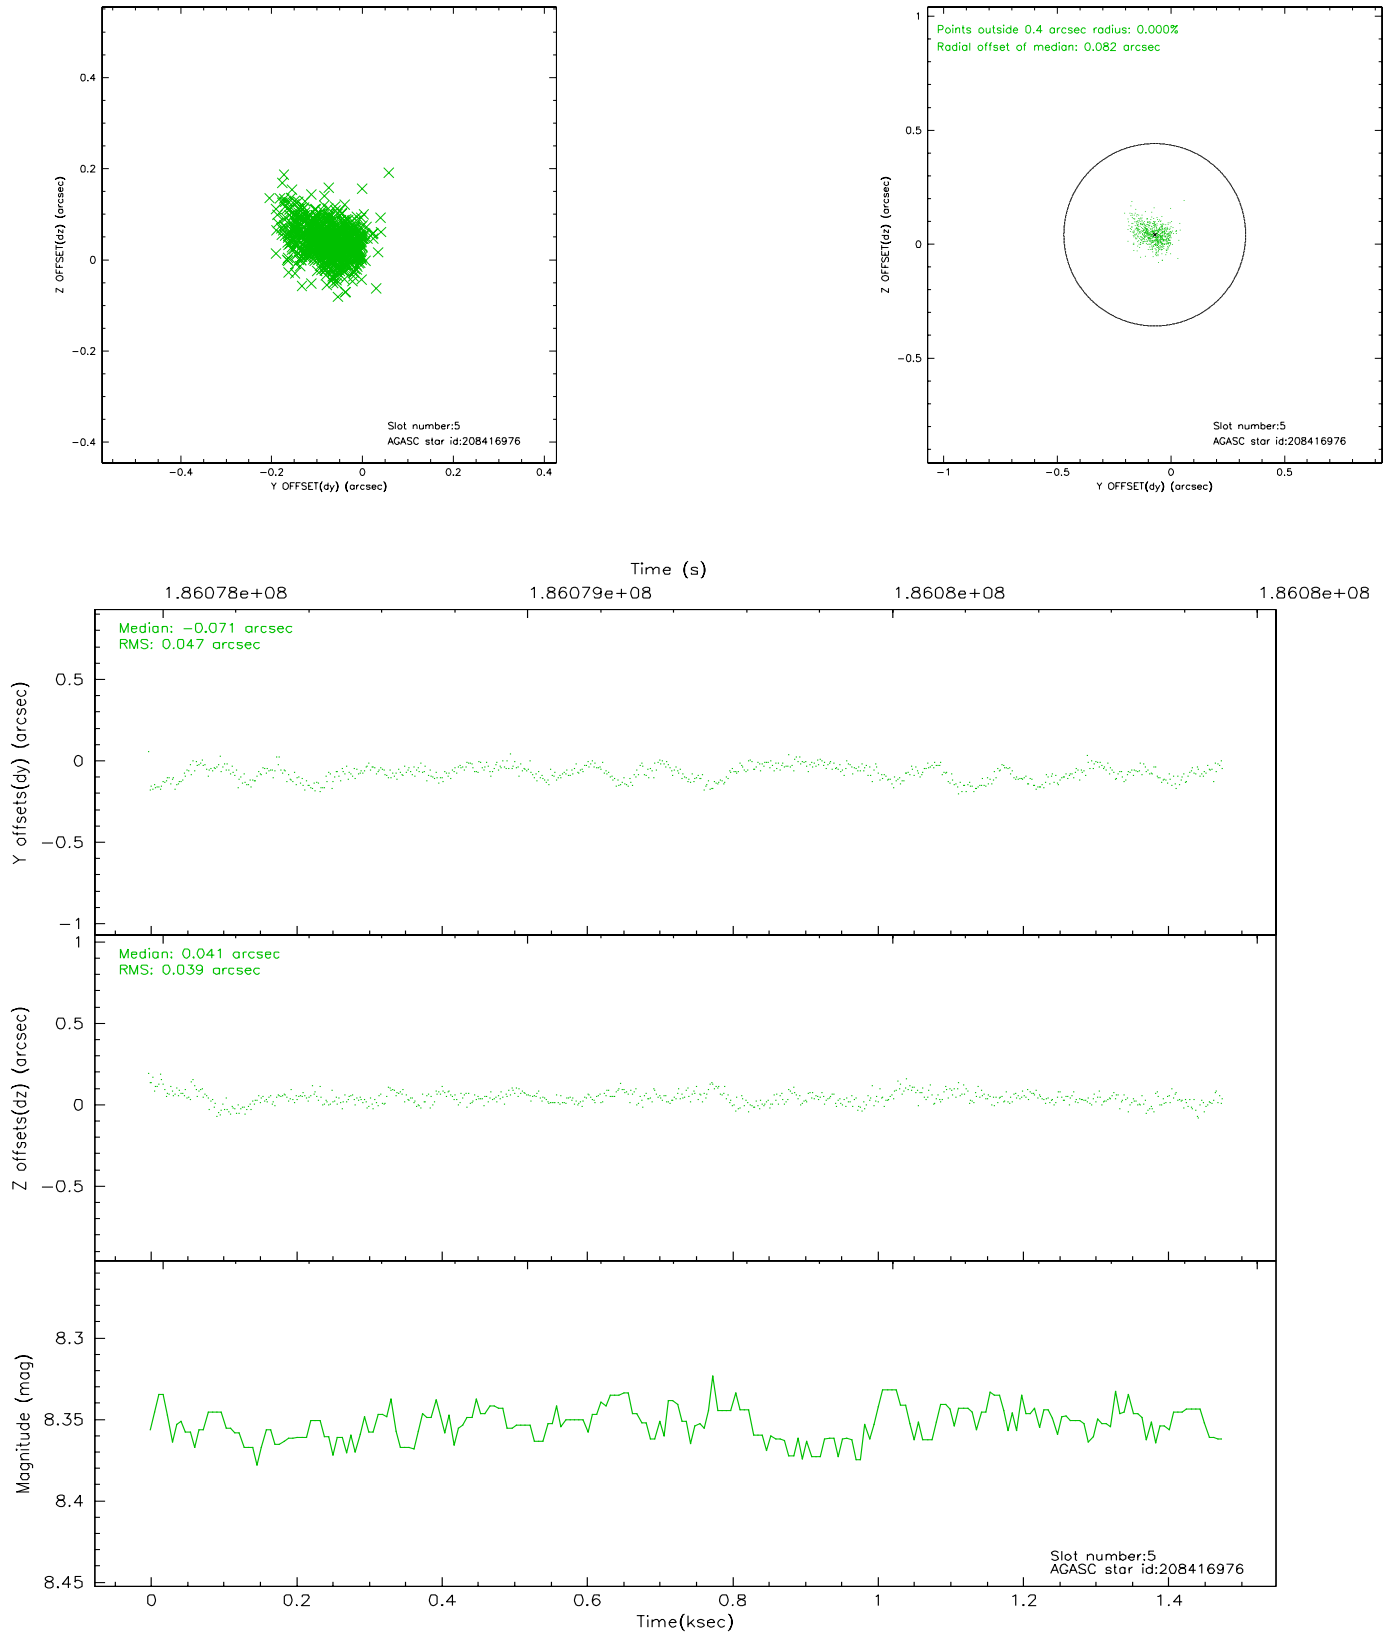 0.4
0.2
0
−0.2
−0.4
Z OFFSET(dz) (arcsec)
Slot number:5
AGASC star id:208416976
−0.4 −0.2 0 0.2 0.4
Y OFFSET(dy) (arcsec)
Points outside 0.4 arcsec radius: 0.000%
Radial offset of median: 0.082 arcsec
1
0.5
0
−0.5
Z OFFSET(dz) (arcsec)
Slot number:5
AGASC star id:208416976
−1 −0.5 0 0.5
Y OFFSET(dy) (arcsec)
Time (s)
1.86078e+08 1.86079e+08 1.8608e+08 1.8608e+08
Median: −0.071 arcsec
RMS: 0.047 arcsec
0.5
0
−0.5
−1
Y offsets(dy) (arcsec)
Median: 0.041 arcsec
RMS: 0.039 arcsec
1
0.5
0
−0.5
Z offsets(dz) (arcsec)
8.3
8.35
8.4
8.45
Magnitude (mag)
Slot number:5
AGASC star id:208416976
0 0.2 0.4 0.6 0.8 1 1.2 1.4
Time(ksec)